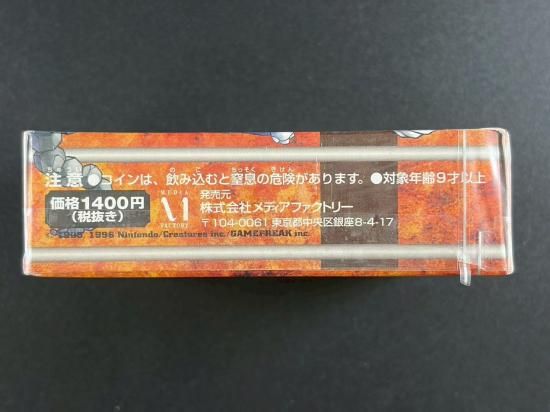 注意●コインは、飲み込むと窒息の危険があります。●対象年齢9才以上
価格1400円
(税抜き)
MEDIA
FACTORY
発売元
株式会社メディアファクトリー
〒104-0061 東京都中央区銀座8-4-17
1995, 1996 Nintendo/Creatures inc./GAMEFREAK inc.